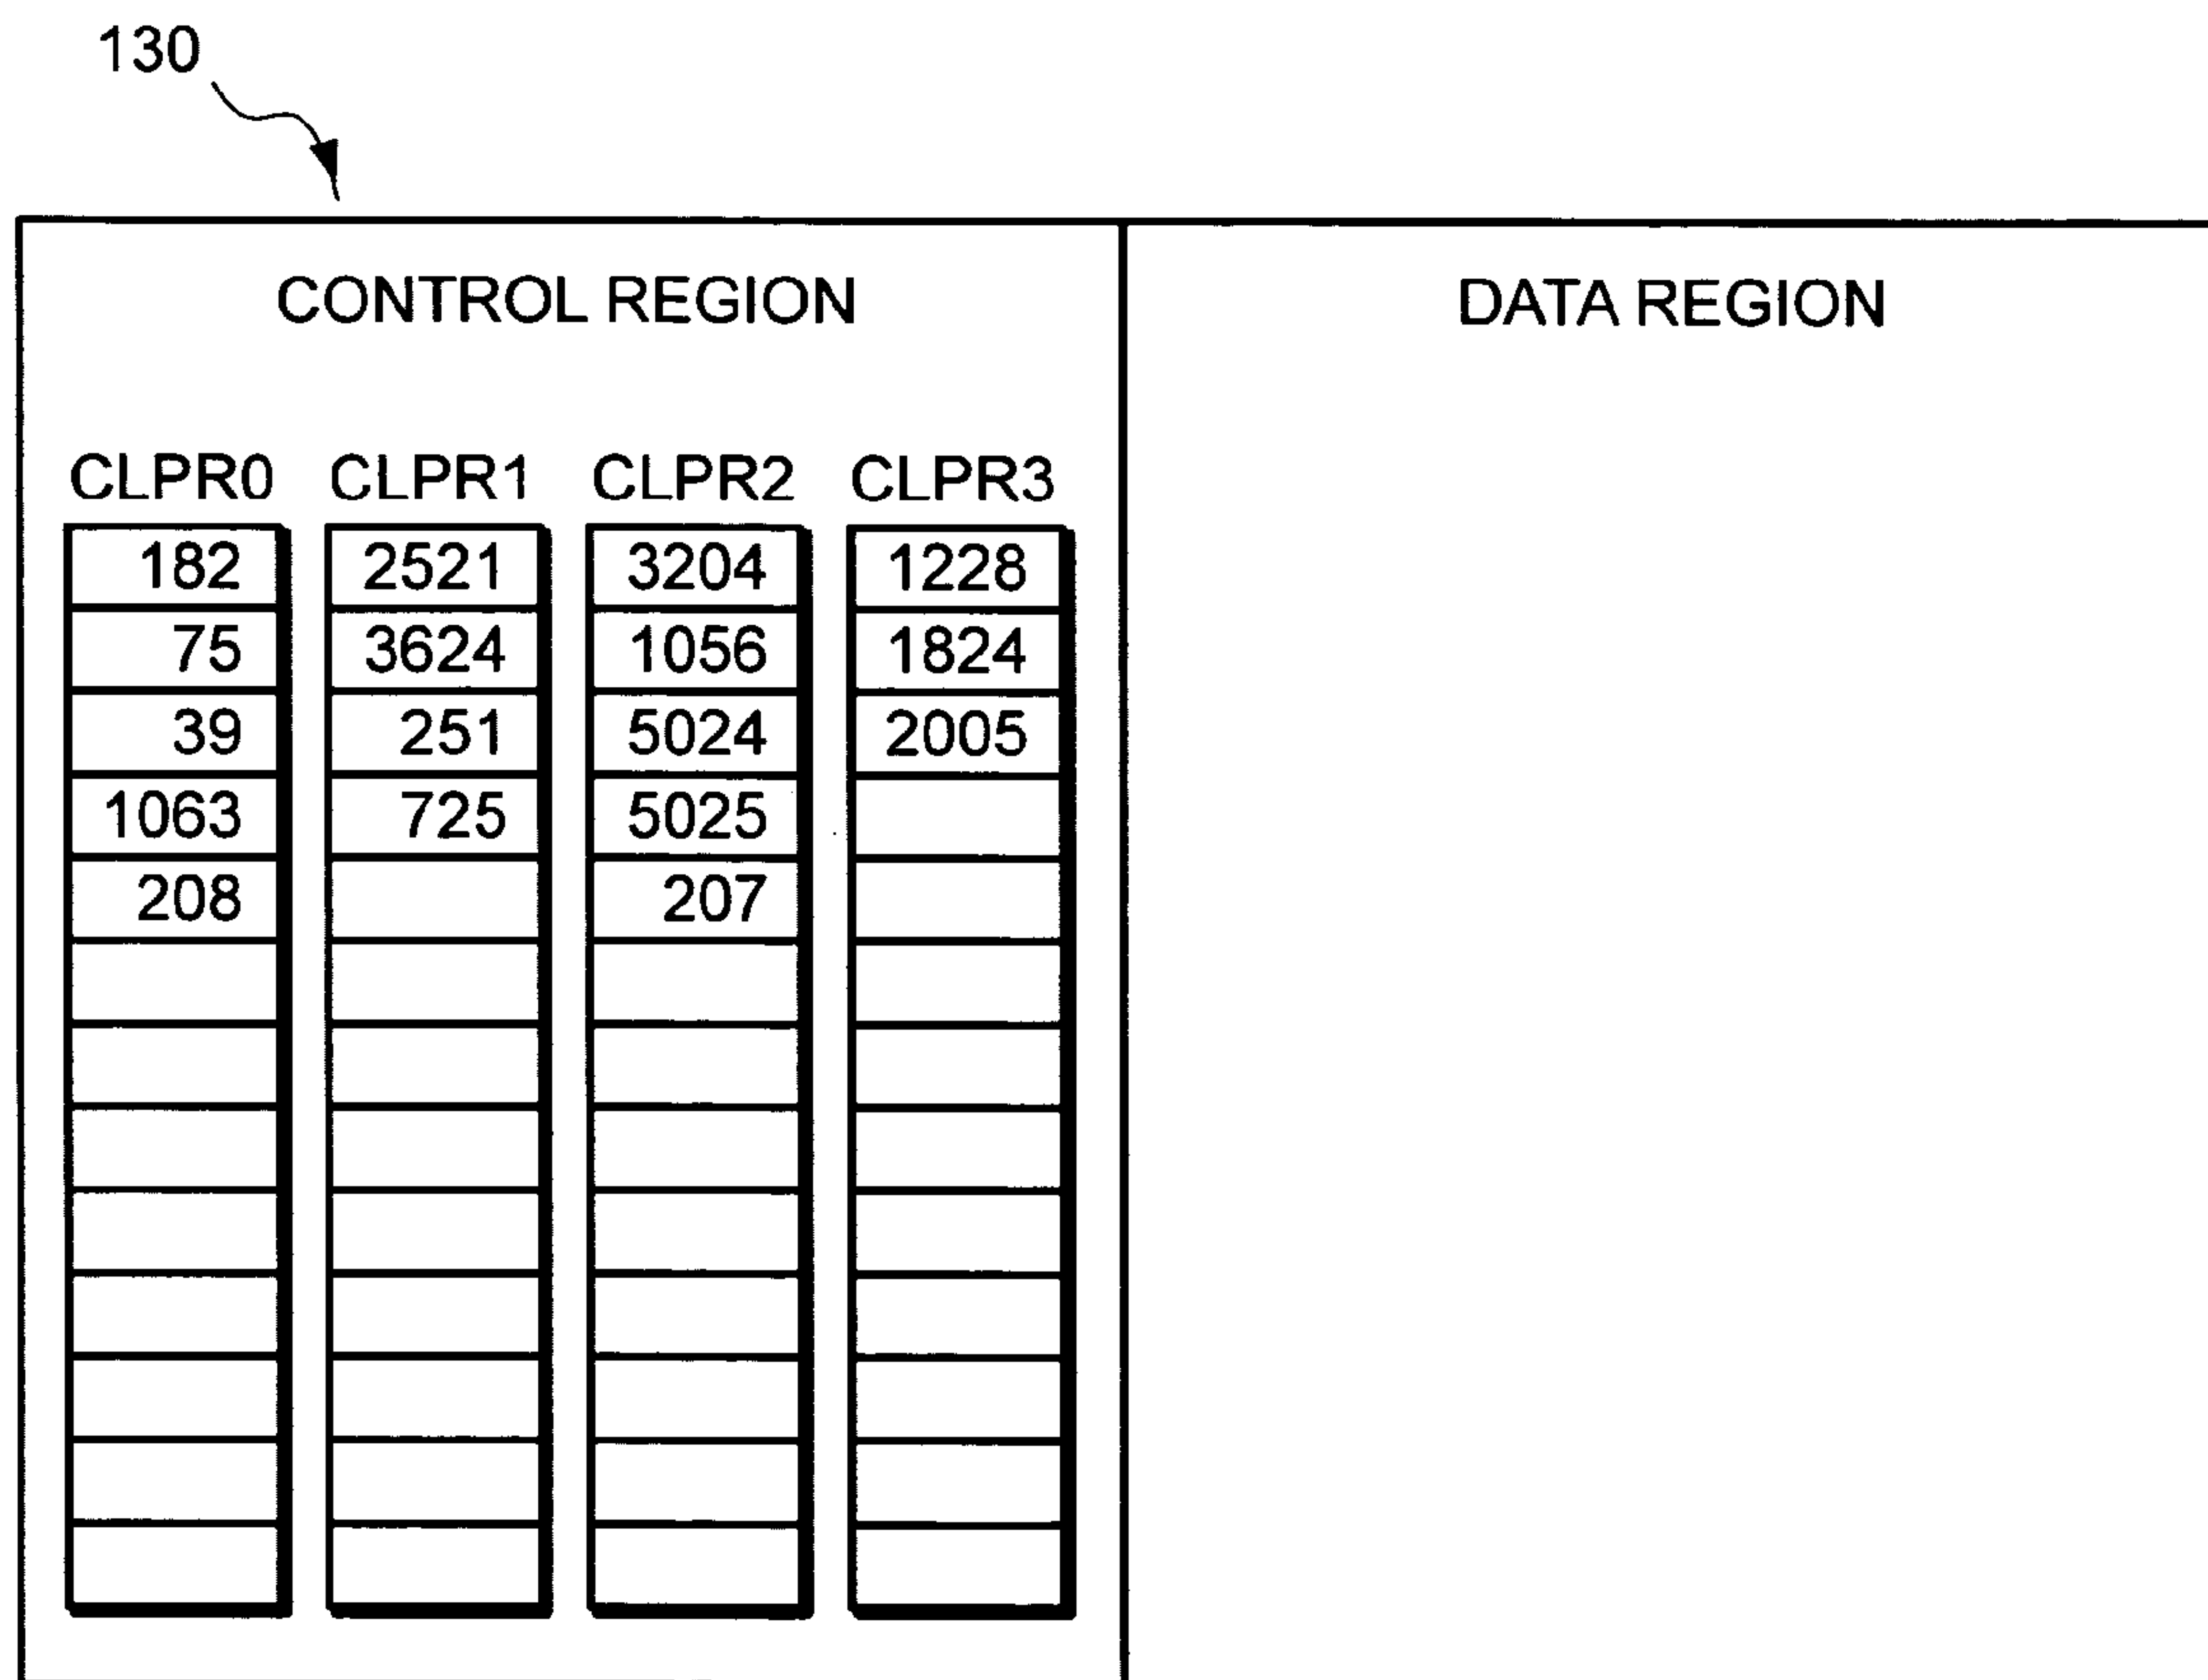 130
CONTROL REGION DATA REGION
CLPR0 CLPR1 CLPR2 CLPR3
182 2521 3204 1228
75 3624 1056 1824
39 251 5024 2005
1063 725 5025
208 207